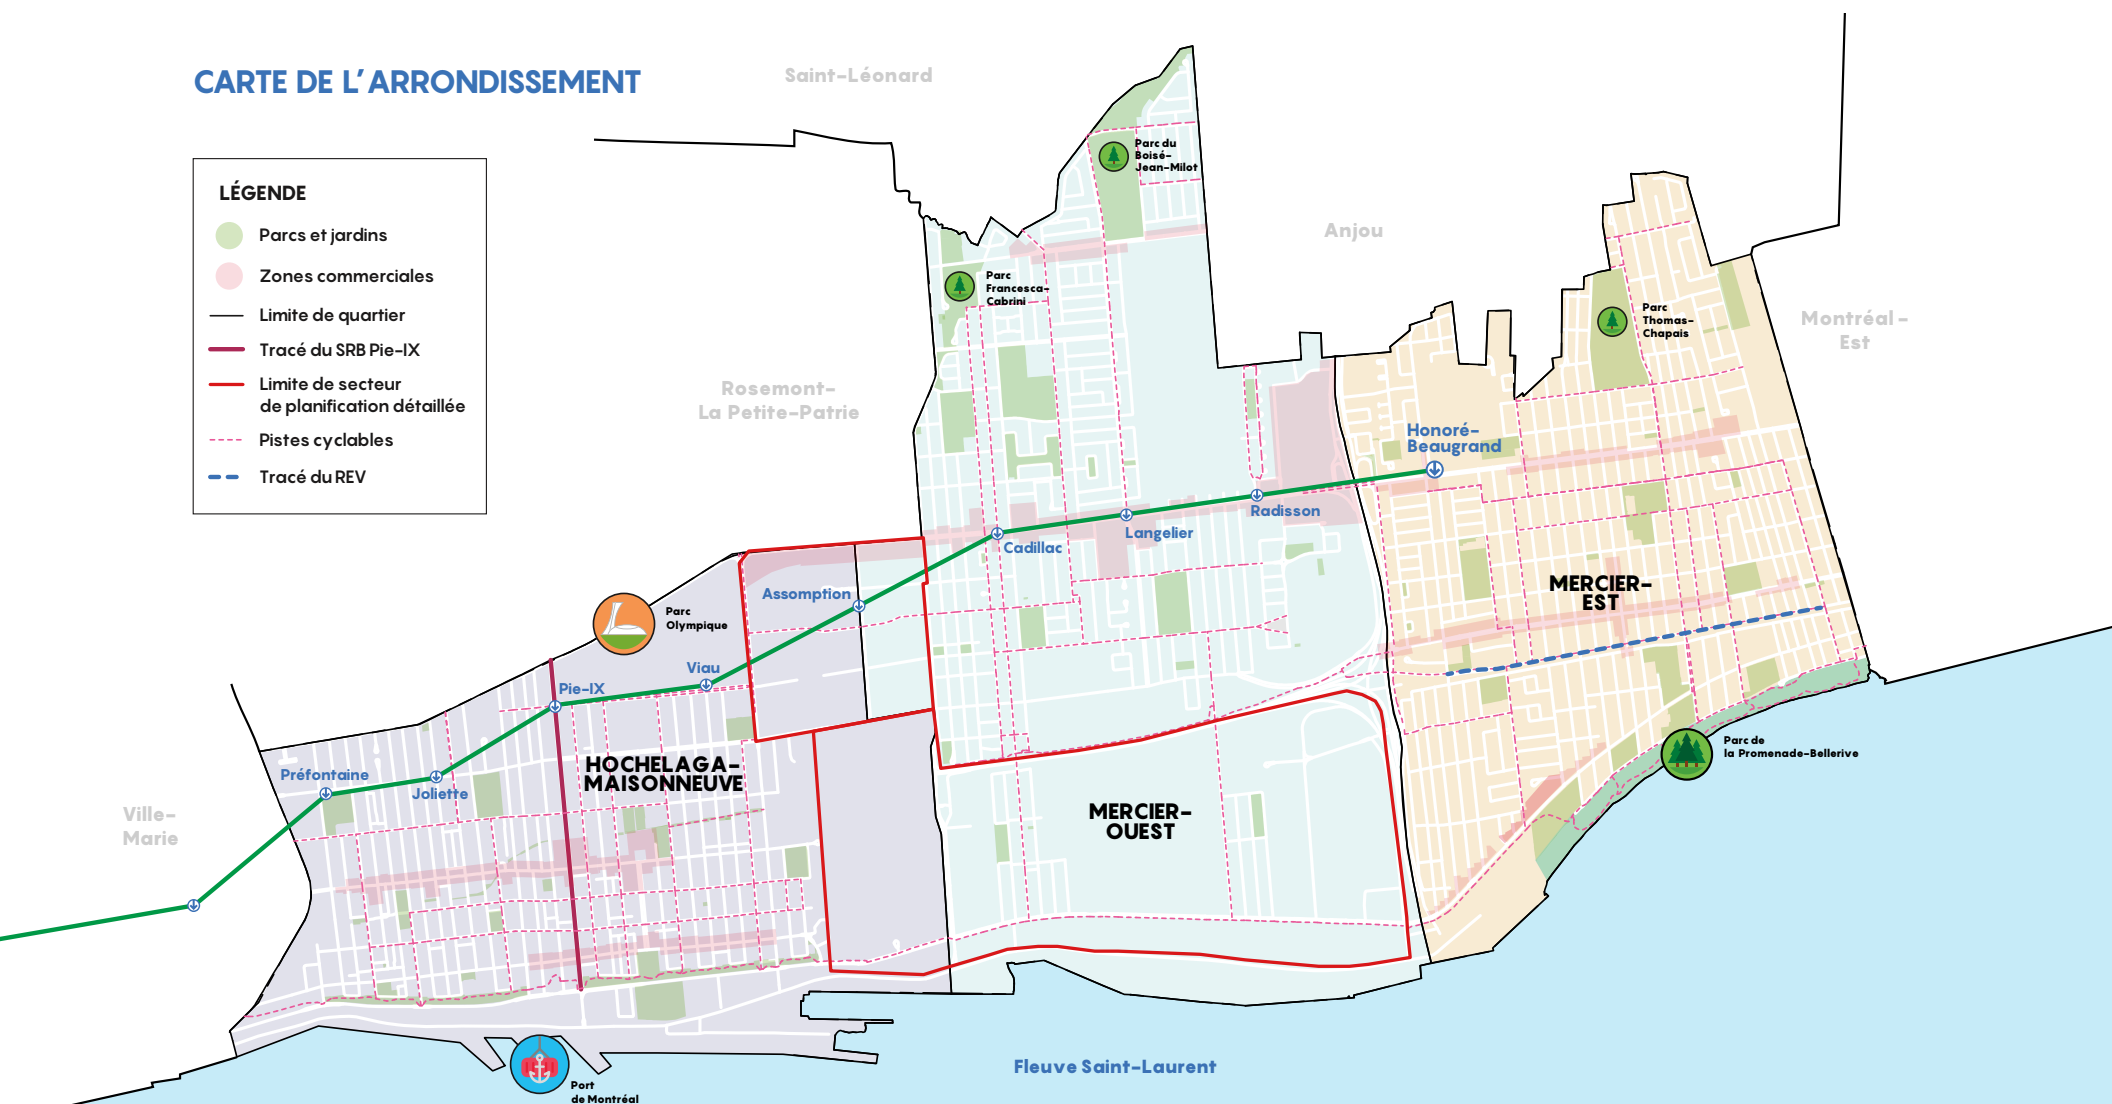 CARTE DE L'ARRONDISSEMENT
LÉGENDE
Parcs et jardins
Zones commerciales
Limite de quartier
Tracé du SRB Pie-IX
Limite de secteur
de planification détaillée
Pistes cyclables
Tracé du REV
Saint-Léonard
Parc du
Boisé-
Jean-Milot
Anjou
Parc
Francesca-
Cabrini
Parc
Thomas-
Chapais
Montréal-
Est
Rosemont-
La Petite-Patrie
Honoré-
Beaugrand
Radisson
Langelier
Cadillac
Assomption
MERCIER-
EST
Parc
Olympique
Viau
Pie-IX
Parc de
la Promenade-Bellerive
HOCHELAGA-
MAISONNEUVE
Préfontaine
Joliette
Ville-
Marie
MERCIER-
OUEST
Fleuve Saint-Laurent
Port
de Montréal